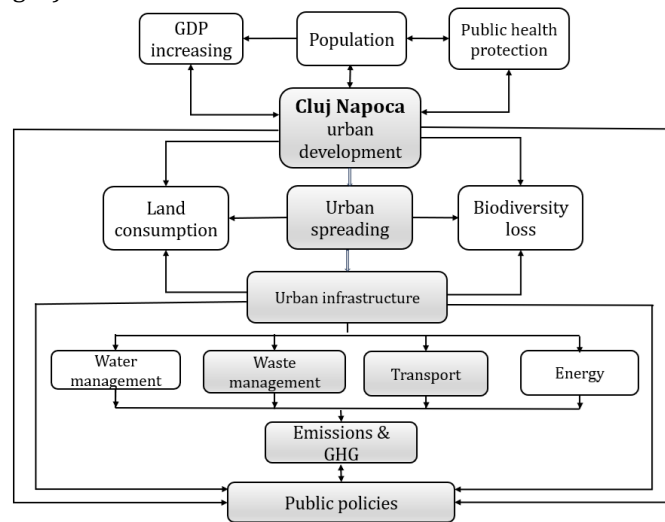 GDP
increasing
Population
Public health
protection
Cluj Napoca
urban
development
Land
consumption
Urban
spreading
Biodiversity
loss
Urban infrastructure
Water
management
Waste
management
Transport
Energy
Emissions &
GHG
Public policies